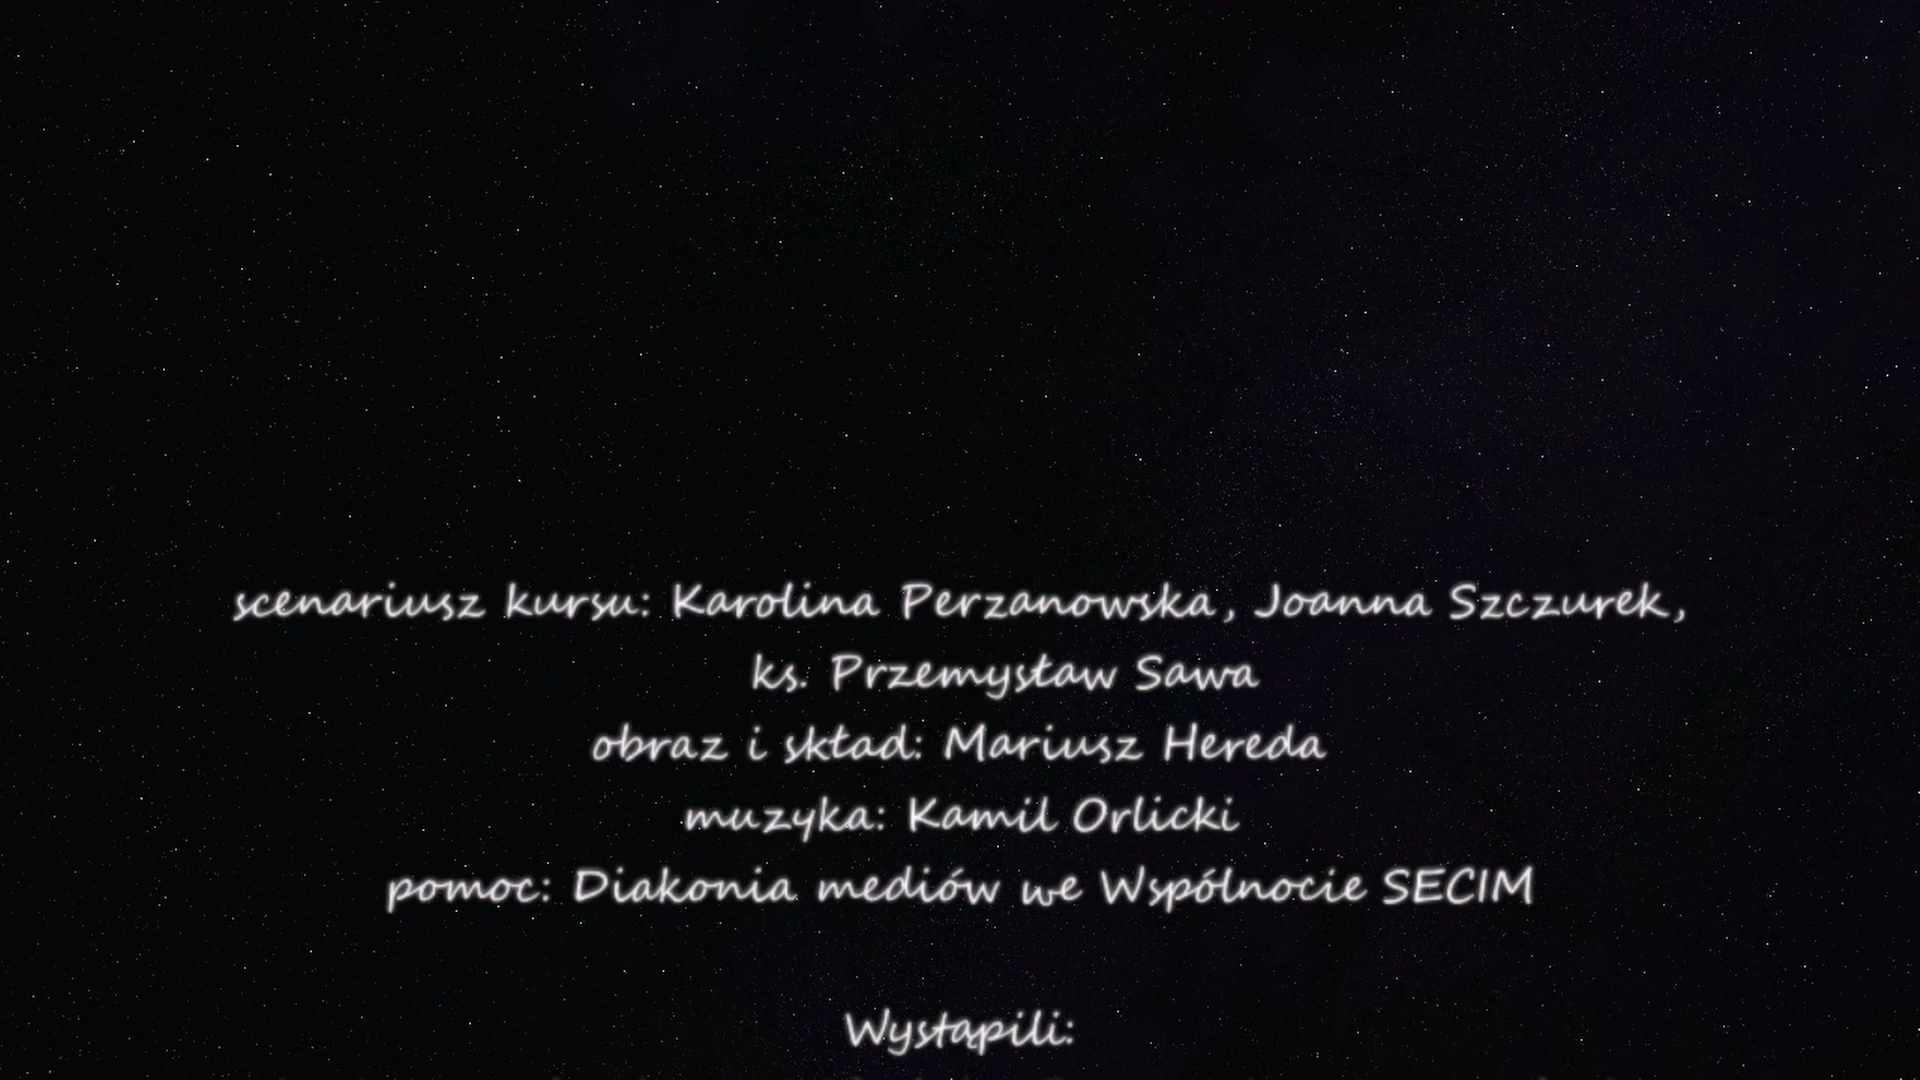 scenariusz kursu: Karolina Perzanowska, Joanna Szczurek,
ks. Przemysław Sawa
obraz i skład: Mariusz Hereda
muzyka: Kamil Orlicki
pomoc: Diakonia mediów we Wspólnocie SECIM
Wystąpili: